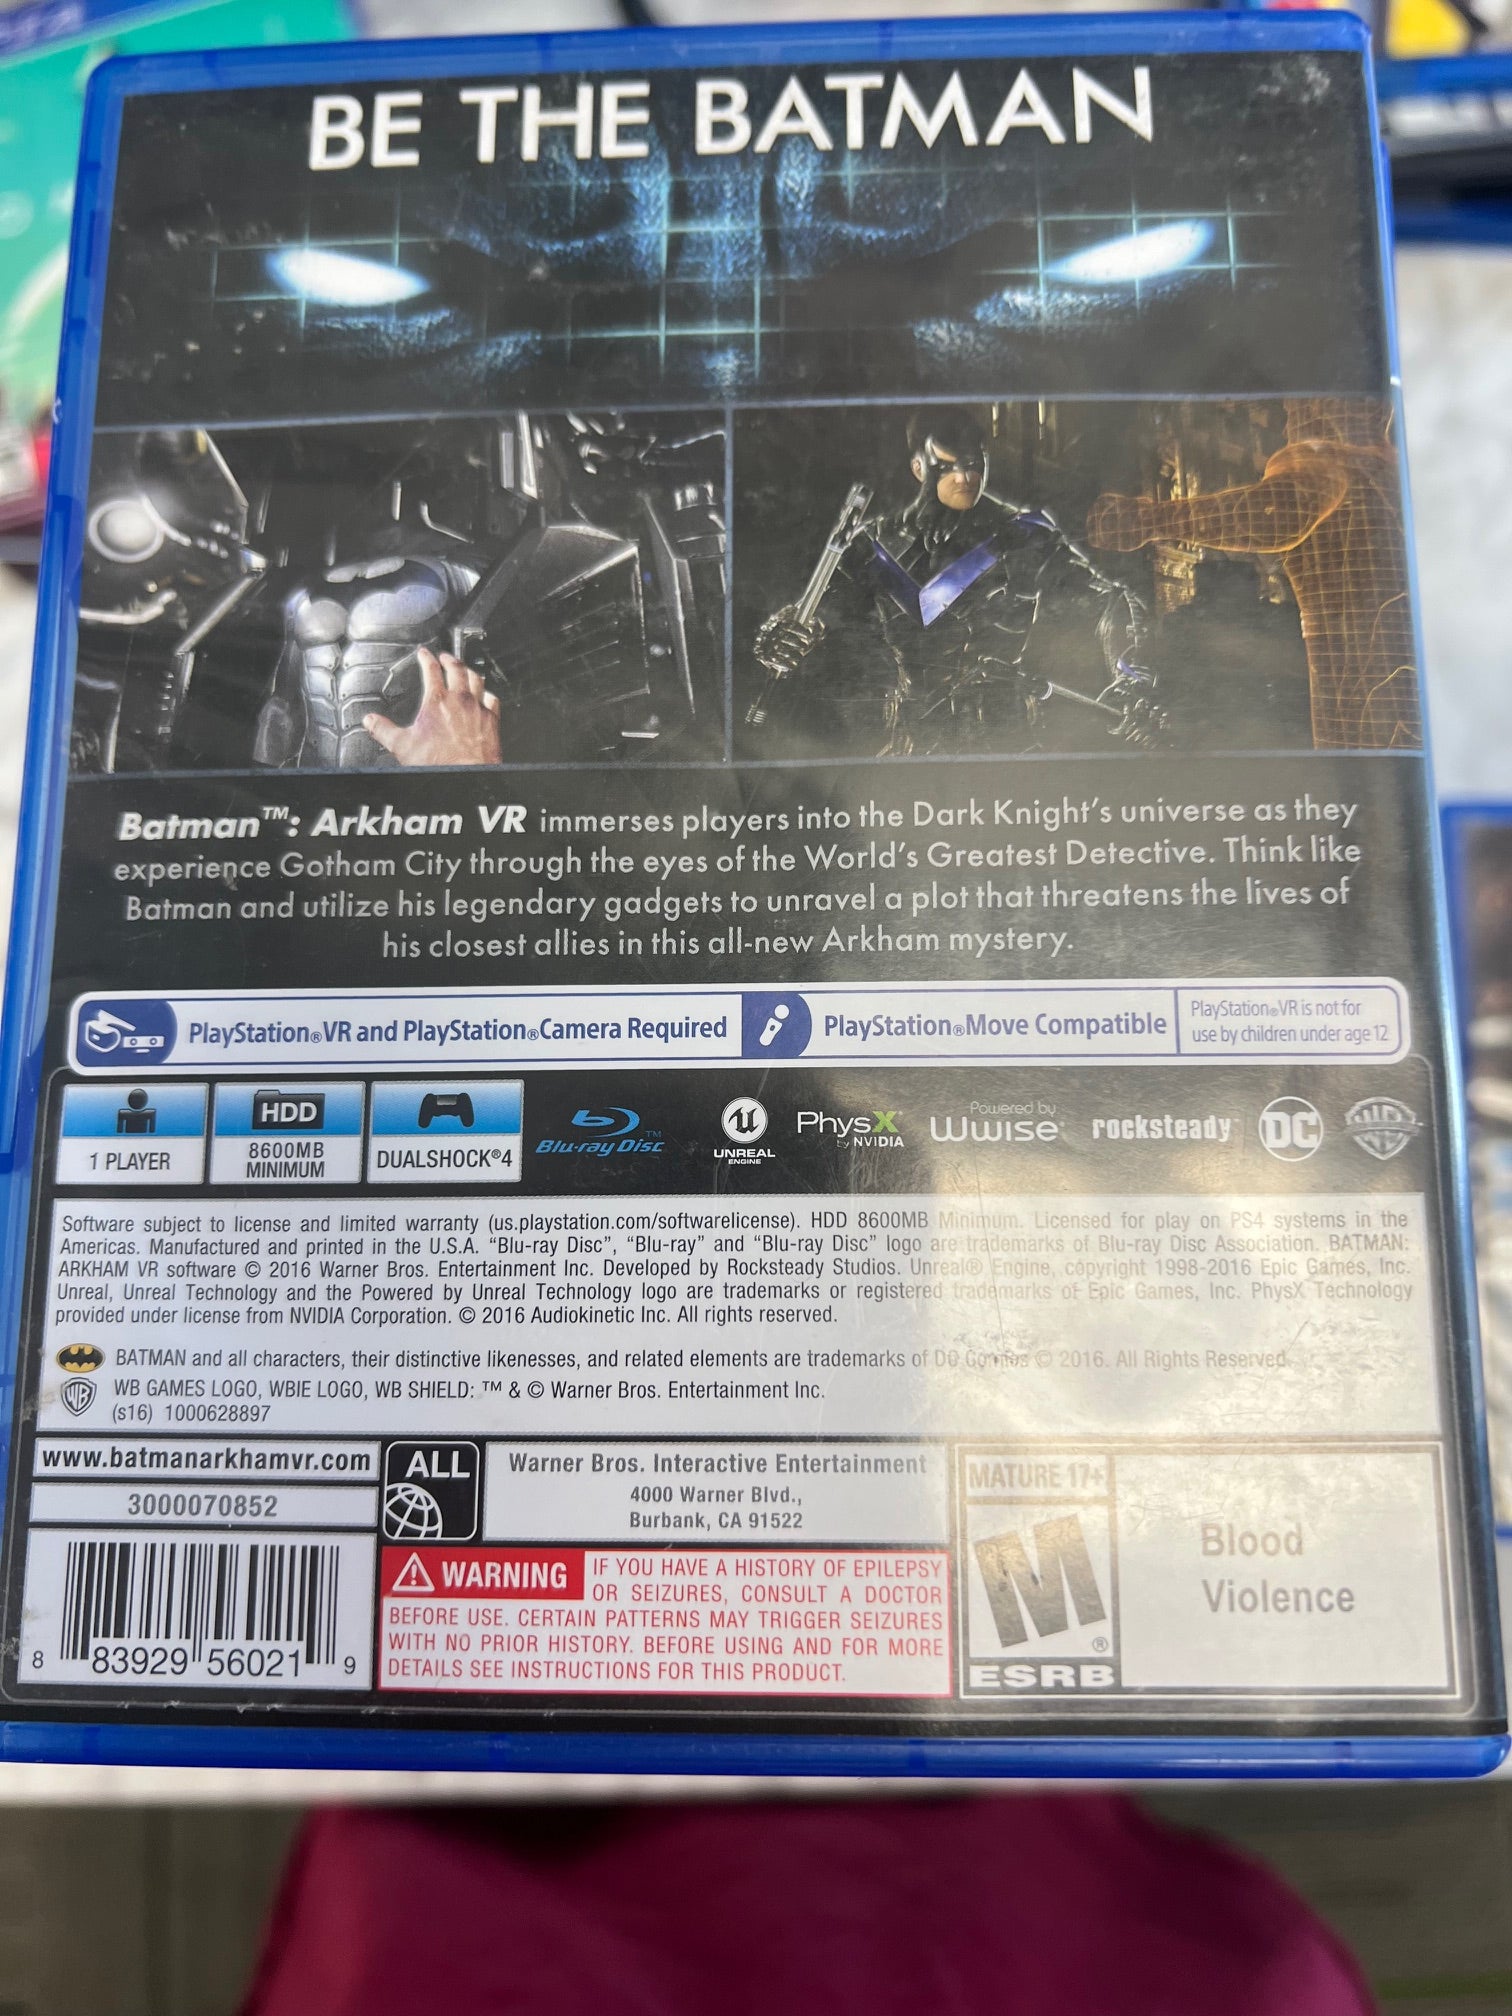 BE THE BATMAN
Batman™: Arkham VR immerses players into the Dark Knight's universe as they
experience Gotham City through the eyes of the World's Greatest Detective. Think like
Batman and utilize his legendary gadgets to unravel a plot that threatens the lives of
his closest allies in this all-new Arkham mystery.
PlayStation®VR and PlayStation®Camera Required
PlayStation®Move Compatible
PlayStation®VR is not for
use by children under age 12
1 PLAYER
HDD
8600MB
MINIMUM
DUALSHOCK®4
Blu-ray Disc™
UNREAL
ENGINE
PhysX
by NVIDIA
Powered by
Wwise
rocksteady
DC
Software subject to license and limited warranty (us.playstation.com/softwarelicense). HDD 8600MB Minimum. Licensed for play on PS4 systems in the
Americas. Manufactured and printed in the U.S.A. “Blu-ray Disc”, “Blu-ray” and “Blu-ray Disc” logo are trademarks of Blu-ray Disc Association. BATMAN:
ARKHAM VR software © 2016 Warner Bros. Entertainment Inc. Developed by Rocksteady Studios. Unreal® Engine, copyright 1998-2016 Epic Games, Inc.
Unreal, Unreal Technology and the Powered by Unreal Technology logo are trademarks or registered trademarks of Epic Games, Inc. PhysX Technology
provided under license from NVIDIA Corporation. © 2016 Audiokinetic Inc. All rights reserved.
BATMAN and all characters, their distinctive likenesses, and related elements are trademarks of DC Comics © 2016. All Rights Reserved.
WB GAMES LOGO, WBIE LOGO, WB SHIELD: ™ & © Warner Bros. Entertainment Inc.
(s16) 1000628897
www.batmanarkhamvr.com
3000070852
8 83929 56021 9
ALL
Warner Bros. Interactive Entertainment
4000 Warner Blvd.,
Burbank, CA 91522
WARNING IF YOU HAVE A HISTORY OF EPILEPSY
OR SEIZURES, CONSULT A DOCTOR
BEFORE USE. CERTAIN PATTERNS MAY TRIGGER SEIZURES
WITH NO PRIOR HISTORY. BEFORE USING AND FOR MORE
DETAILS SEE INSTRUCTIONS FOR THIS PRODUCT.
MATURE 17+
M
®
ESRB
Blood
Violence